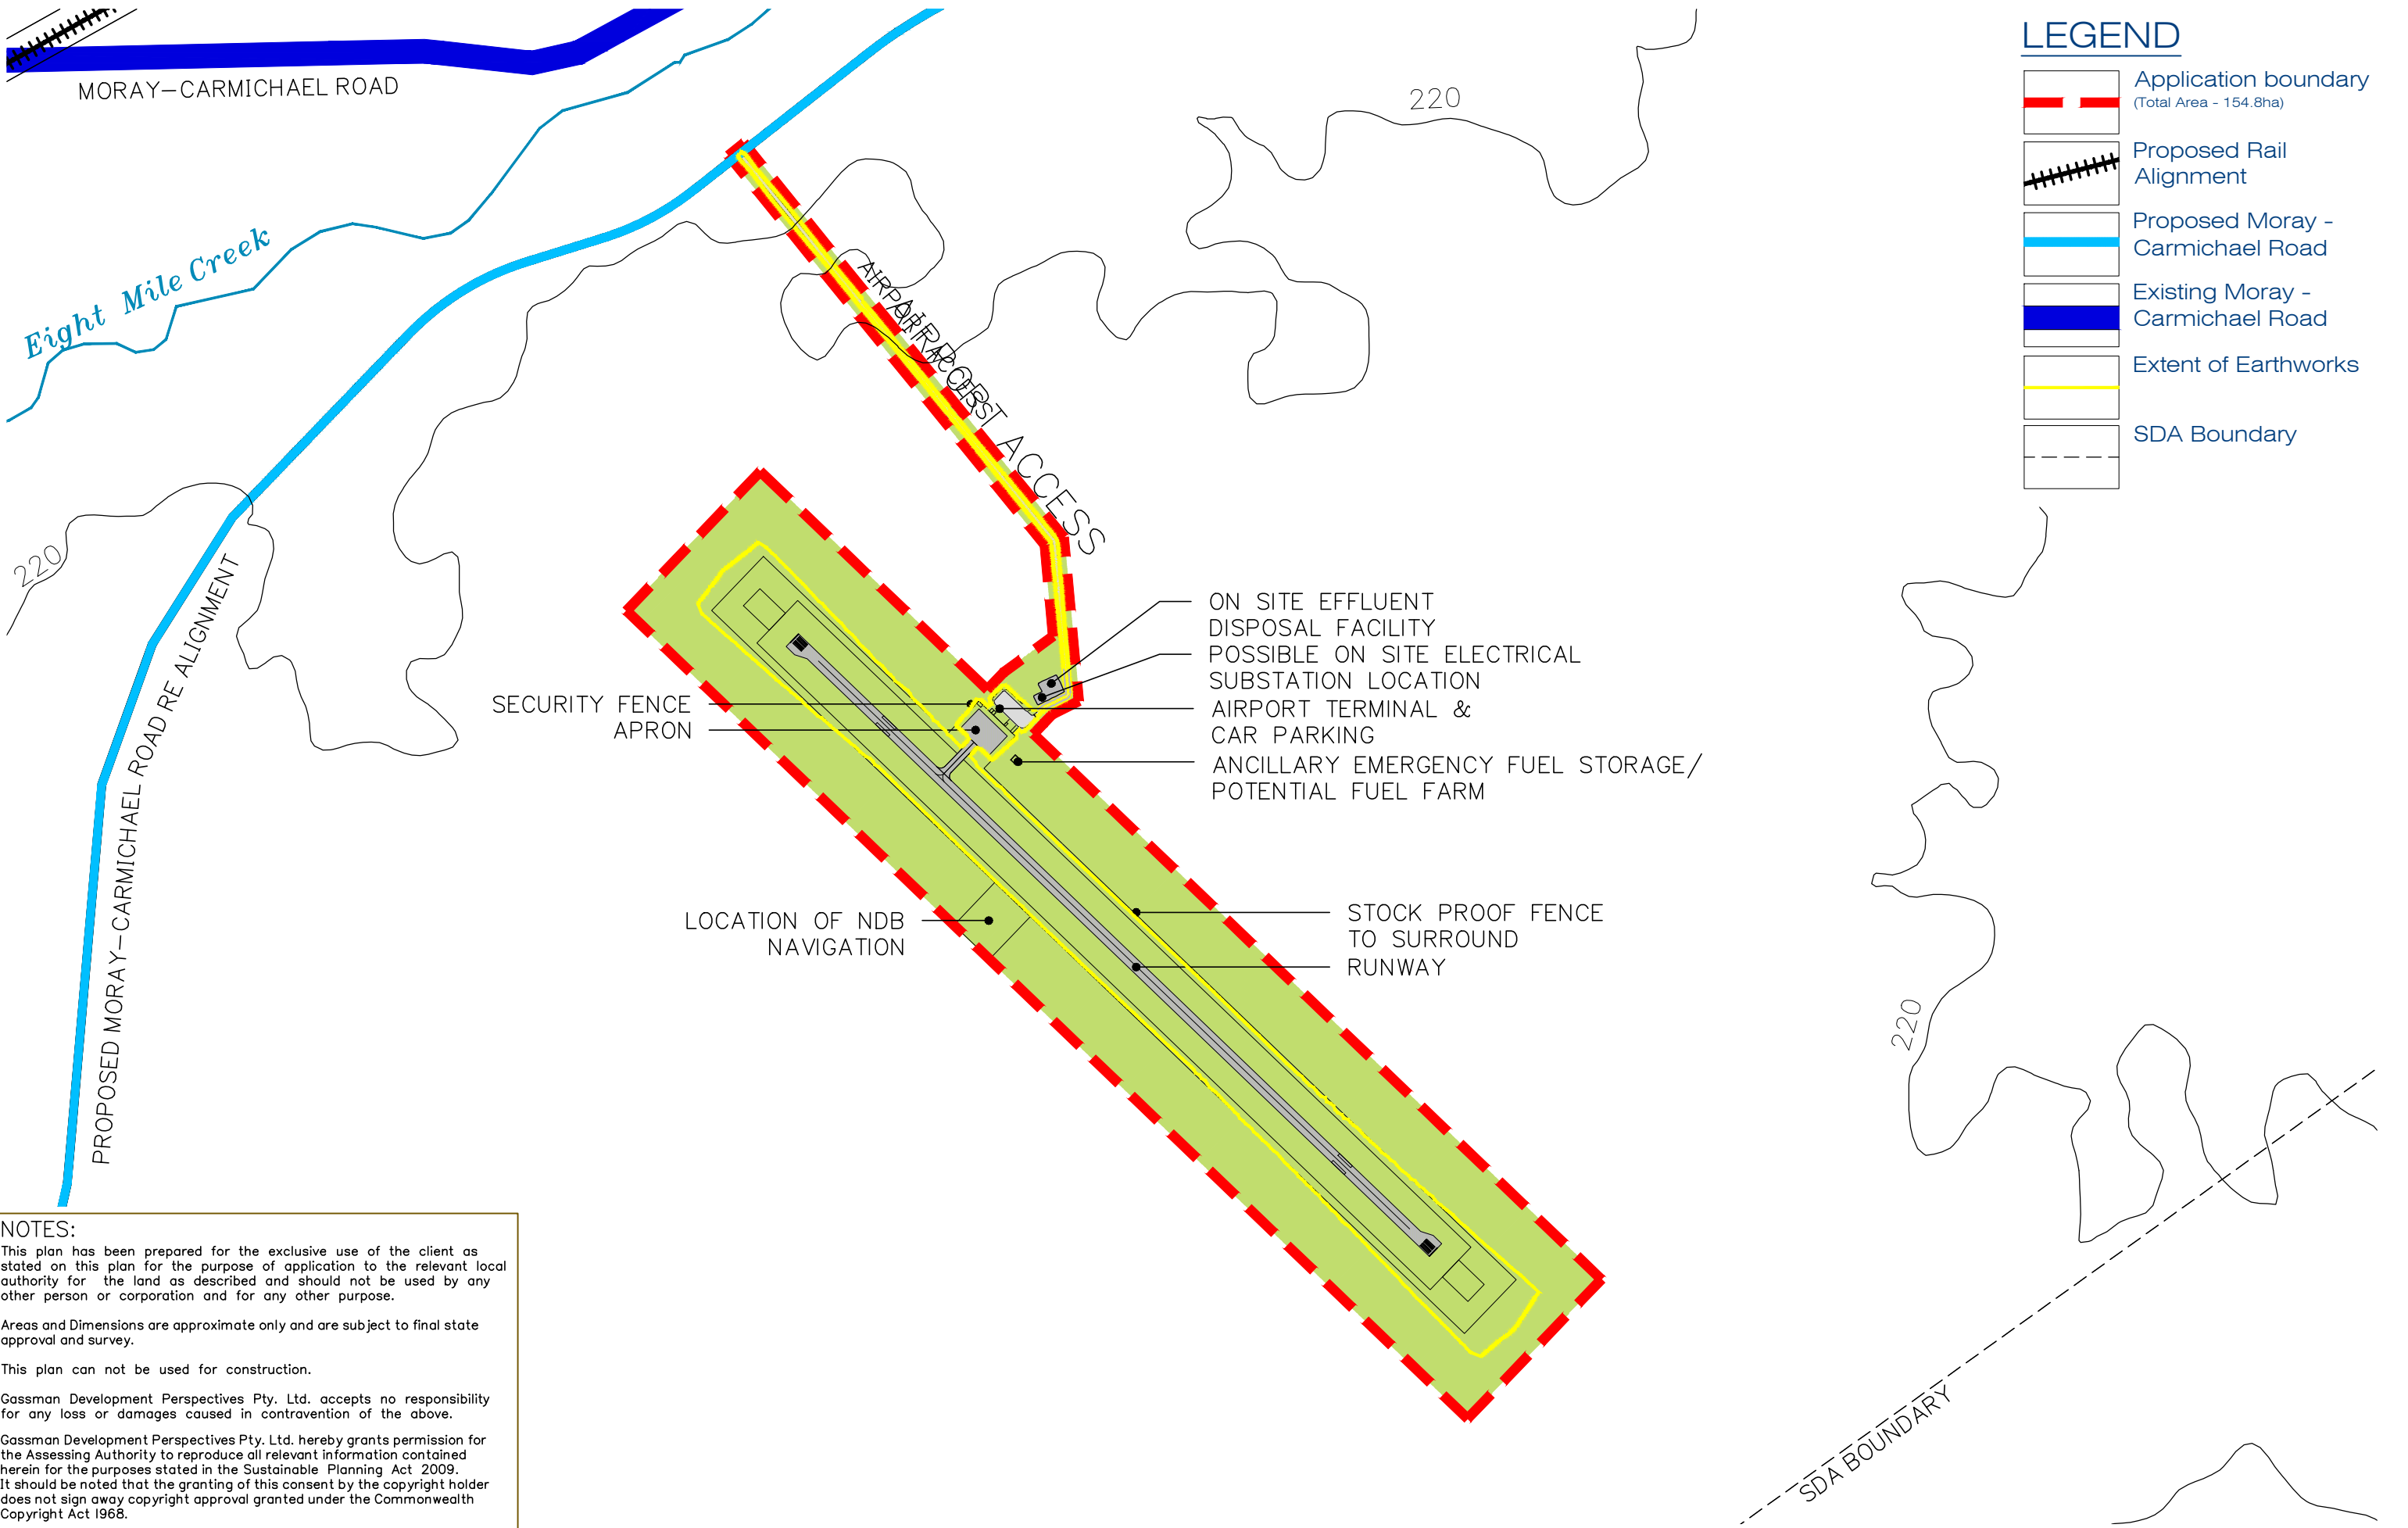 MORAY-CARMICHAEL ROAD
Eight Mile Creek
220
220
220
PROPOSED MORAY-CARMICHAEL ROAD RE ALIGNMENT
AIRPORT ACCESS
AIRPORT ACCESS
ON SITE EFFLUENT
DISPOSAL FACILITY
POSSIBLE ON SITE ELECTRICAL
SUBSTATION LOCATION
AIRPORT TERMINAL &
CAR PARKING
ANCILLARY EMERGENCY FUEL STORAGE/
POTENTIAL FUEL FARM
SECURITY FENCE
APRON
LOCATION OF NDB
NAVIGATION
STOCK PROOF FENCE
TO SURROUND
RUNWAY
SDA BOUNDARY
LEGEND
Application boundary
(Total Area - 154.8ha)
Proposed Rail
Alignment
Proposed Moray -
Carmichael Road
Existing Moray -
Carmichael Road
Extent of Earthworks
SDA Boundary
NOTES:
This plan has been prepared for the exclusive use of the client as
stated on this plan for the purpose of application to the relevant local
authority for the land as described and should not be used by any
other person or corporation and for any other purpose.
Areas and Dimensions are approximate only and are subject to final state
approval and survey.
This plan can not be used for construction.
Gassman Development Perspectives Pty. Ltd. accepts no responsibility
for any loss or damages caused in contravention of the above.
Gassman Development Perspectives Pty. Ltd. hereby grants permission for
the Assessing Authority to reproduce all relevant information contained
herein for the purposes stated in the Sustainable Planning Act 2009.
It should be noted that the granting of this consent by the copyright holder
does not sign away copyright approval granted under the Commonwealth
Copyright Act 1968.